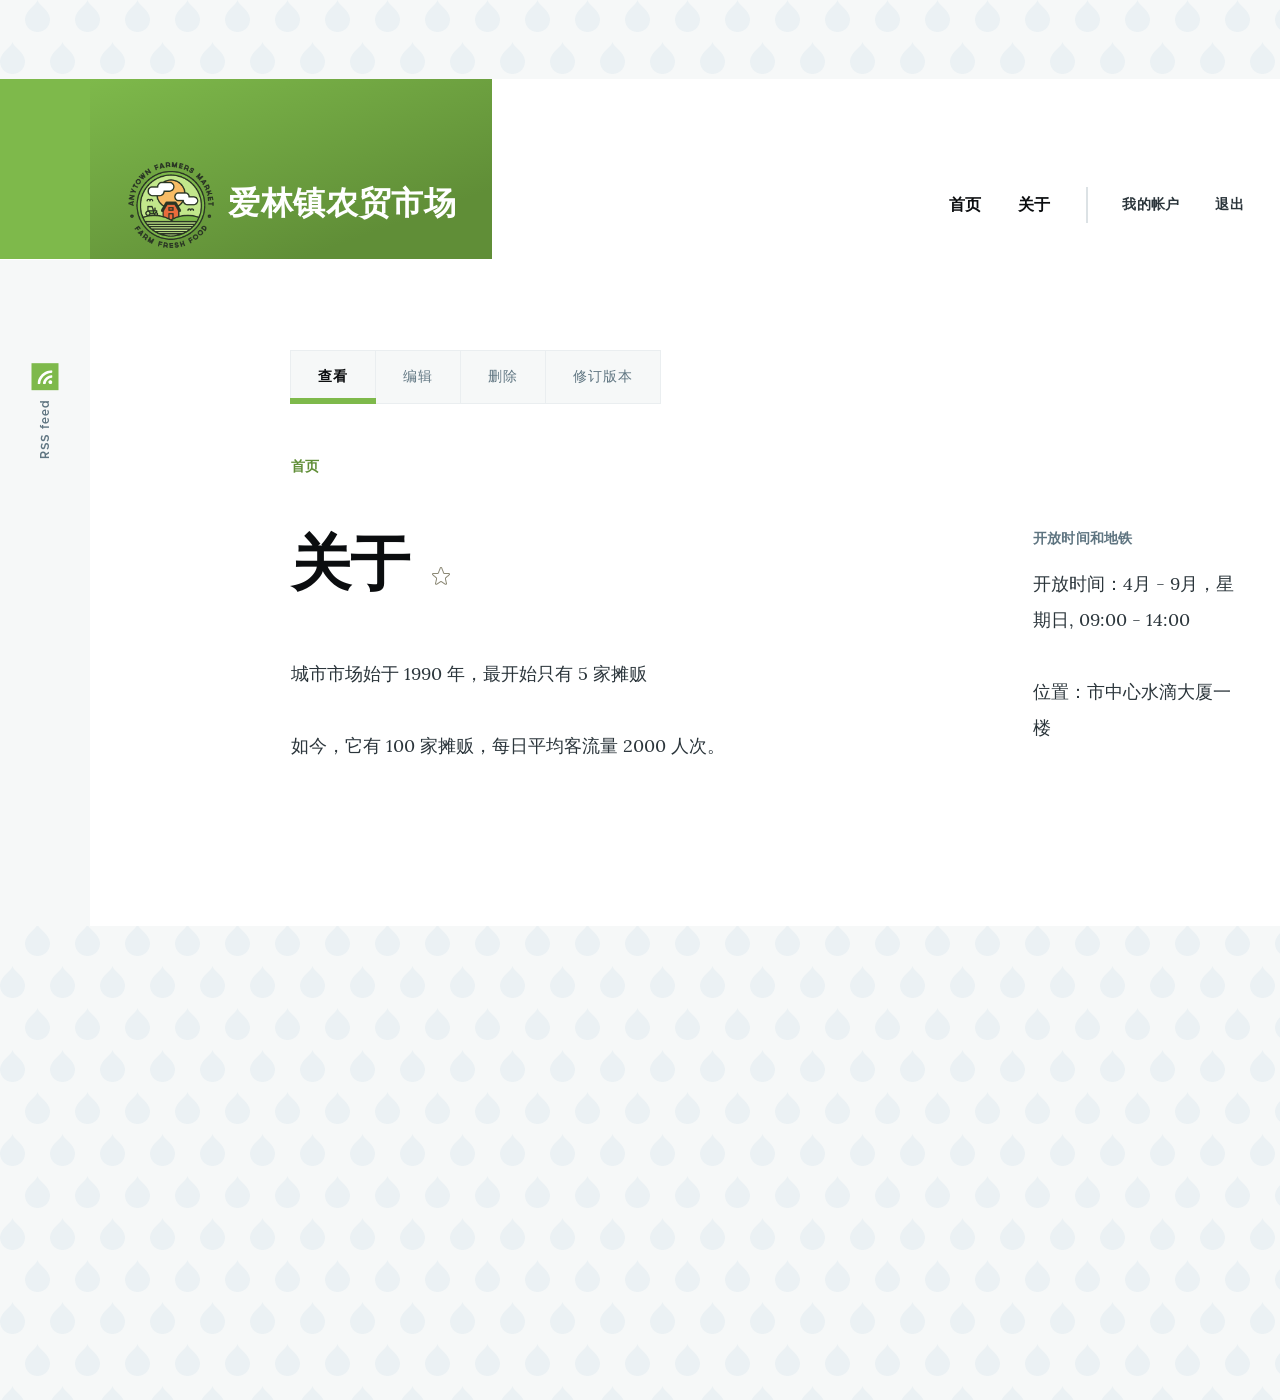 ANYTOWN FARMERS MARKET
FARM FRESH FOOD
爱林镇农贸市场
首页
关于
我的帐户
退出
RSS feed
查看
编辑
删除
修订版本
首页
关于
城市市场始于 1990 年，最开始只有 5 家摊贩
如今，它有 100 家摊贩，每日平均客流量 2000 人次。
开放时间和地铁
开放时间：4月 - 9月，星
期日, 09:00 - 14:00
位置：市中心水滴大厦一
楼